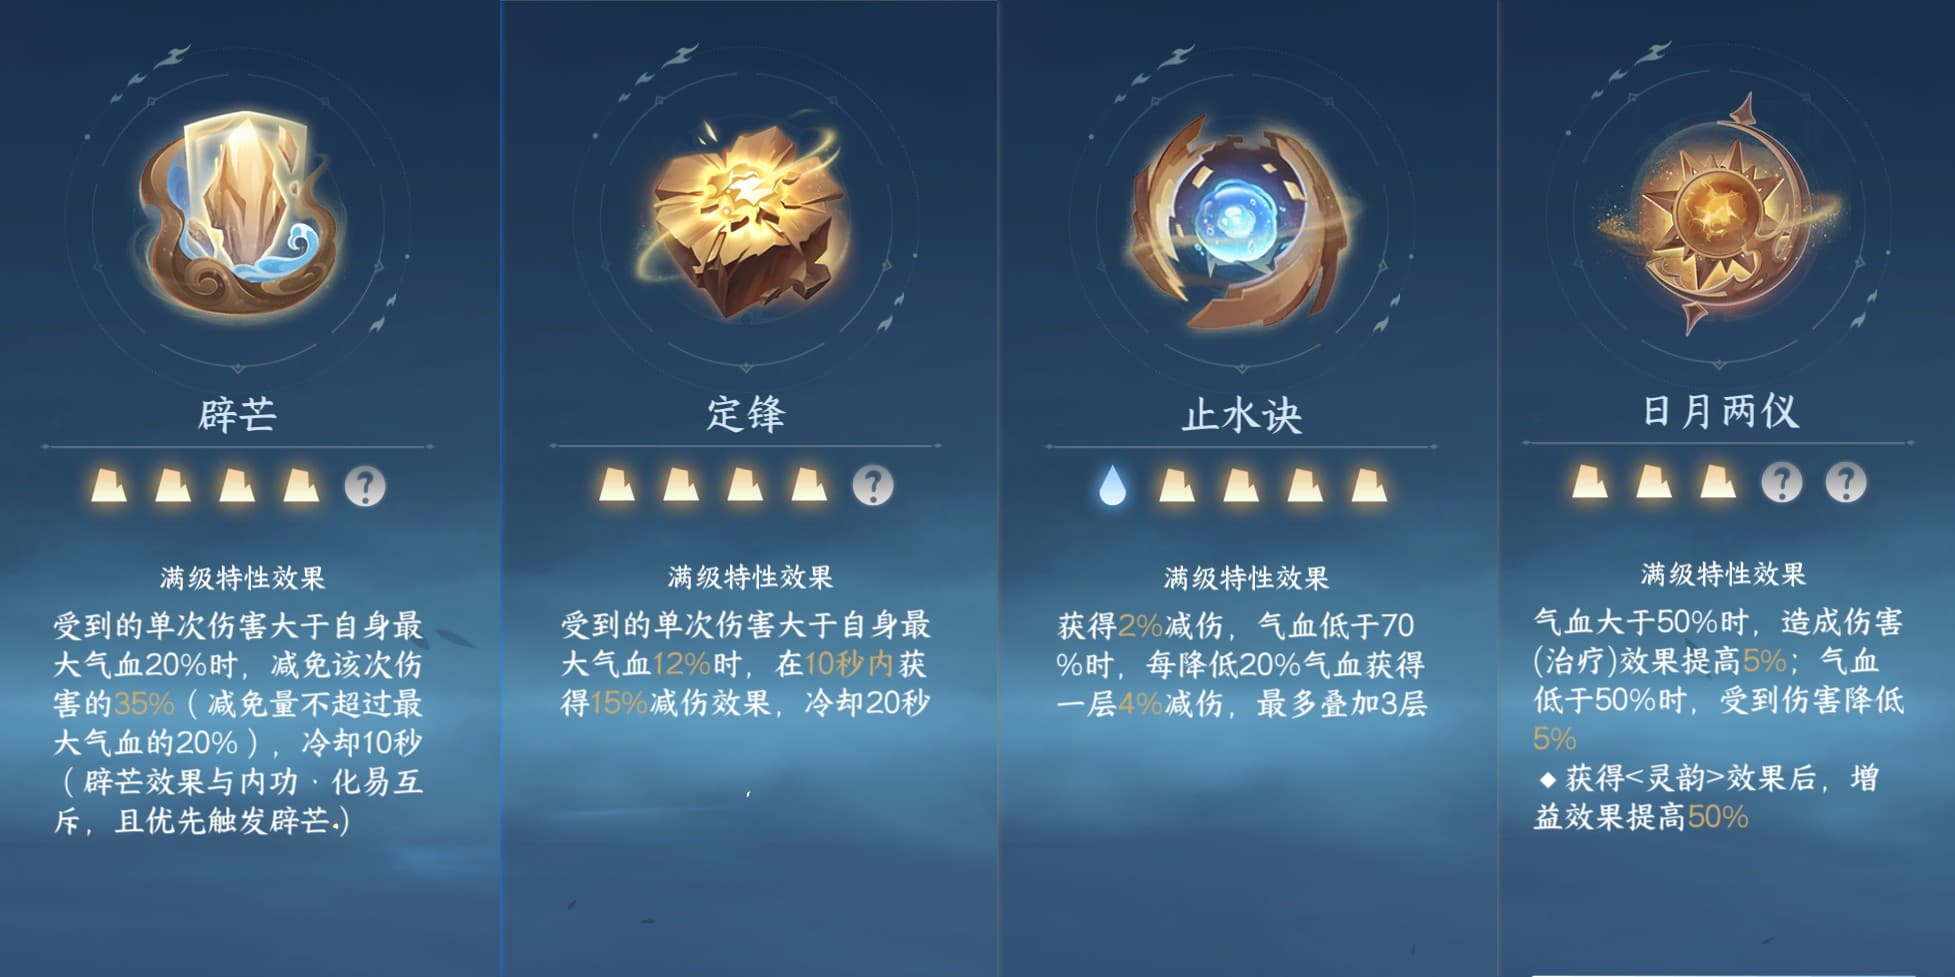 辟芒
?
满级特性效果
受到的单次伤害大于自身最
大气血20%时，减免该次伤
害的35%（减免量不超过最
大气血的20%），冷却10秒
（辟芒效果与内功·化易互
斥，且优先触发辟芒。）
定锋
?
满级特性效果
受到的单次伤害大于自身最
大气血12%时，在10秒内获
得15%减伤效果，冷却20秒
止水诀
满级特性效果
获得2%减伤，气血低于70
%时，每降低20%气血获得
一层4%减伤，最多叠加3层
日月两仪
? ?
满级特性效果
气血大于50%时，造成伤害
(治疗)效果提高5%；气血
低于50%时，受到伤害降低
5%
◆获得<灵韵>效果后，增
益效果提高50%